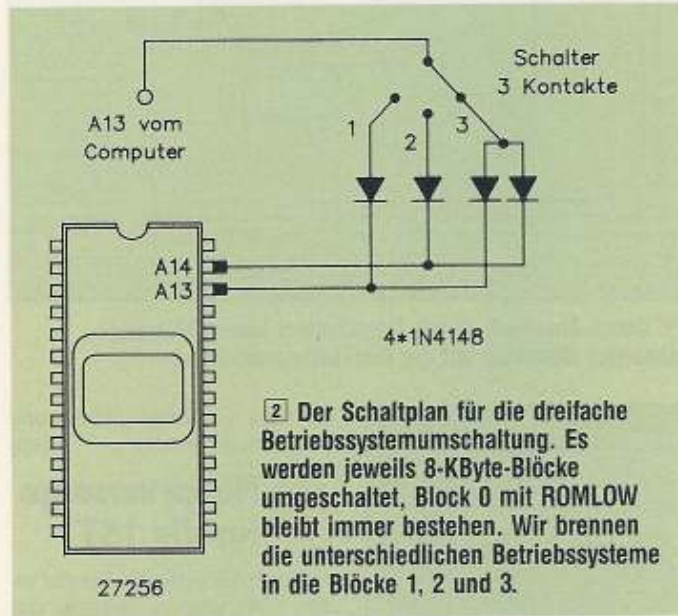 Schalter
3 Kontakte
A13 vom
Computer
1
2
3
A14
A13
4*1N4148
27256
2 Der Schaltplan für die dreifache
Betriebssystemumschaltung. Es
werden jeweils 8-KByte-Blöcke
umgeschaltet, Block 0 mit ROMLOW
bleibt immer bestehen. Wir brennen
die unterschiedlichen Betriebssysteme
in die Blöcke 1, 2 und 3.